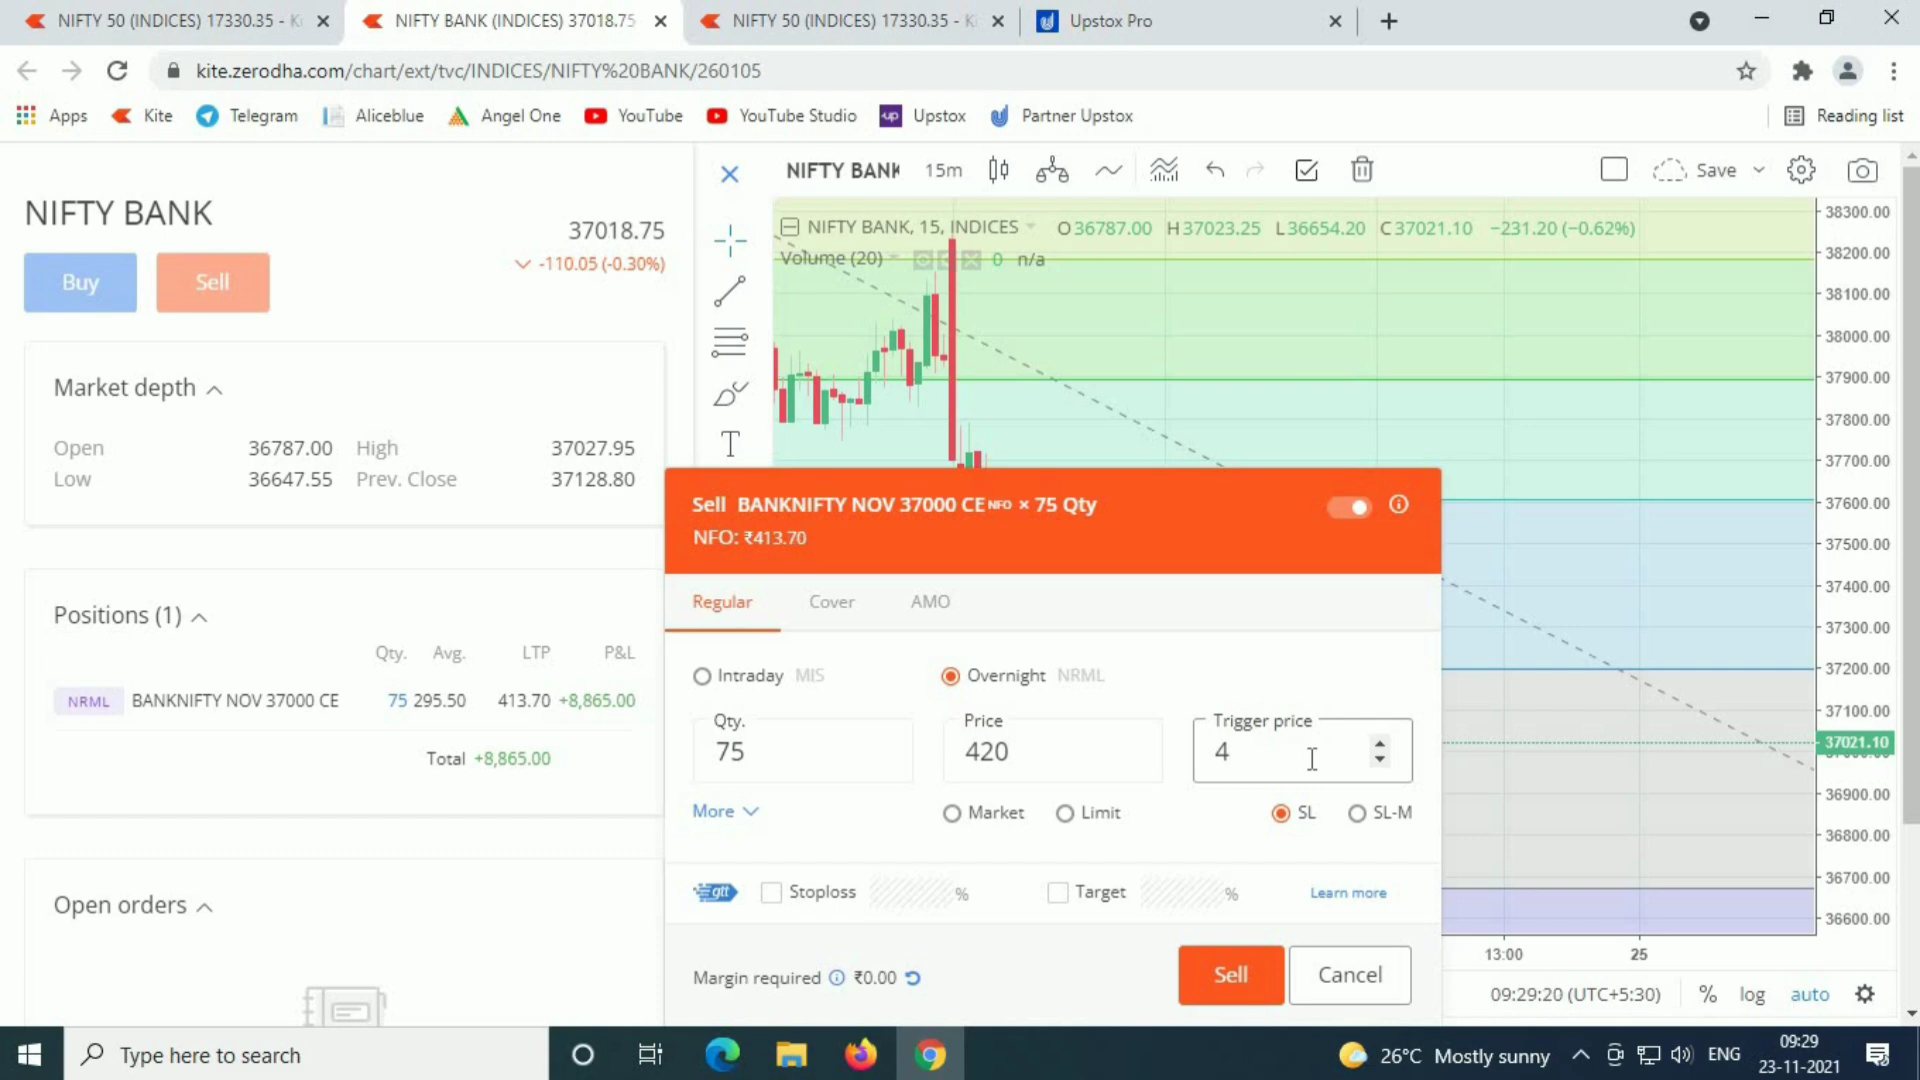 NIFTY 50 (INDICES) 17330.35 - Ki
NIFTY BANK (INDICES) 37018.75
NIFTY 50 (INDICES) 17330.35 - Ki
Upstox Pro
kite.zerodha.com/chart/ext/tvc/INDICES/NIFTY%20BANK/260105
Apps
Kite
Telegram
Aliceblue
Angel One
YouTube
YouTube Studio
up
Upstox
Partner Upstox
Reading list
NIFTY BANK
37018.75
-110.05 (-0.30%)
Buy
Sell
Market depth
Open 36787.00 High 37027.95
Low 36647.55 Prev. Close 37128.80
Positions (1)
Qty. Avg. LTP P&L
NRML BANKNIFTY NOV 37000 CE 75 295.50 413.70 +8,865.00
Total +8,865.00
Open orders
NIFTY BANK
15m
Save
NIFTY BANK, 15, INDICES O36787.00 H37023.25 L36654.20 C37021.10 −231.20 (−0.62%)
Volume (20) 0 n/a
38300.00
38200.00
38100.00
38000.00
37900.00
37800.00
37700.00
37600.00
37500.00
37400.00
37300.00
37200.00
37100.00
37021.10
36900.00
36800.00
36700.00
36600.00
13:00
25
09:29:20 (UTC+5:30)
%
log
auto
Sell BANKNIFTY NOV 37000 CE NFO × 75 Qty
NFO: ₹413.70
Regular
Cover
AMO
Intraday MIS
Overnight NRML
Qty.
75
Price
420
Trigger price
4
More
Market
Limit
SL
SL-M
gtt
Stoploss
%
Target
%
Learn more
Margin required ₹0.00
Sell
Cancel
Type here to search
26°C Mostly sunny
ENG
09:29
23-11-2021